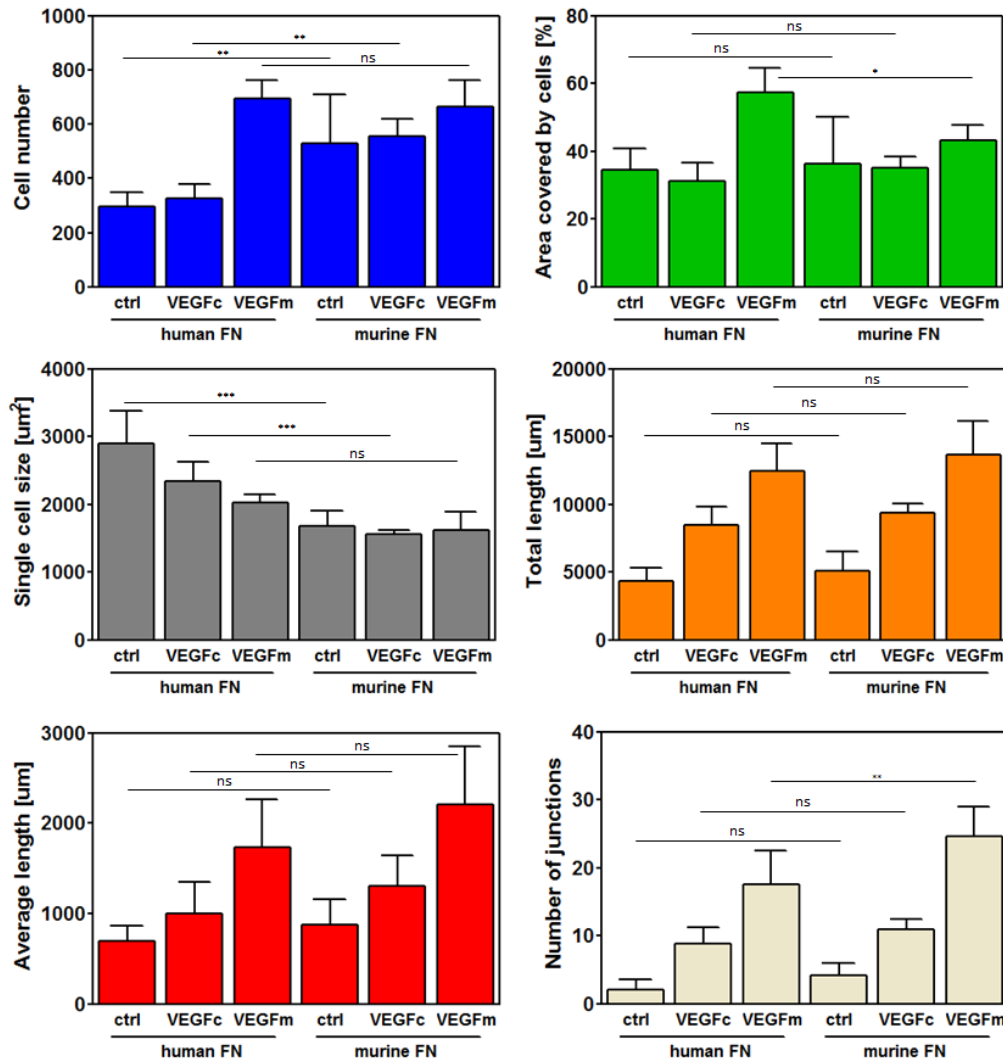 Cell number
1000
800
600
400
200
0
**
**
ns
ctrl VEGFc VEGFm ctrl VEGFc VEGFm
human FN murine FN
Area covered by cells [%]
80
60
40
20
0
ns
ns
*
ctrl VEGFc VEGFm ctrl VEGFc VEGFm
human FN murine FN
Single cell size [um²]
4000
3000
2000
1000
0
***
***
ns
ctrl VEGFc VEGFm ctrl VEGFc VEGFm
human FN murine FN
Total length [um]
20000
15000
10000
5000
0
ns
ns
ns
ctrl VEGFc VEGFm ctrl VEGFc VEGFm
human FN murine FN
Average length [um]
3000
2000
1000
0
ns
ns
ns
ctrl VEGFc VEGFm ctrl VEGFc VEGFm
human FN murine FN
Number of junctions
40
30
20
10
0
**
ns
ns
ctrl VEGFc VEGFm ctrl VEGFc VEGFm
human FN murine FN